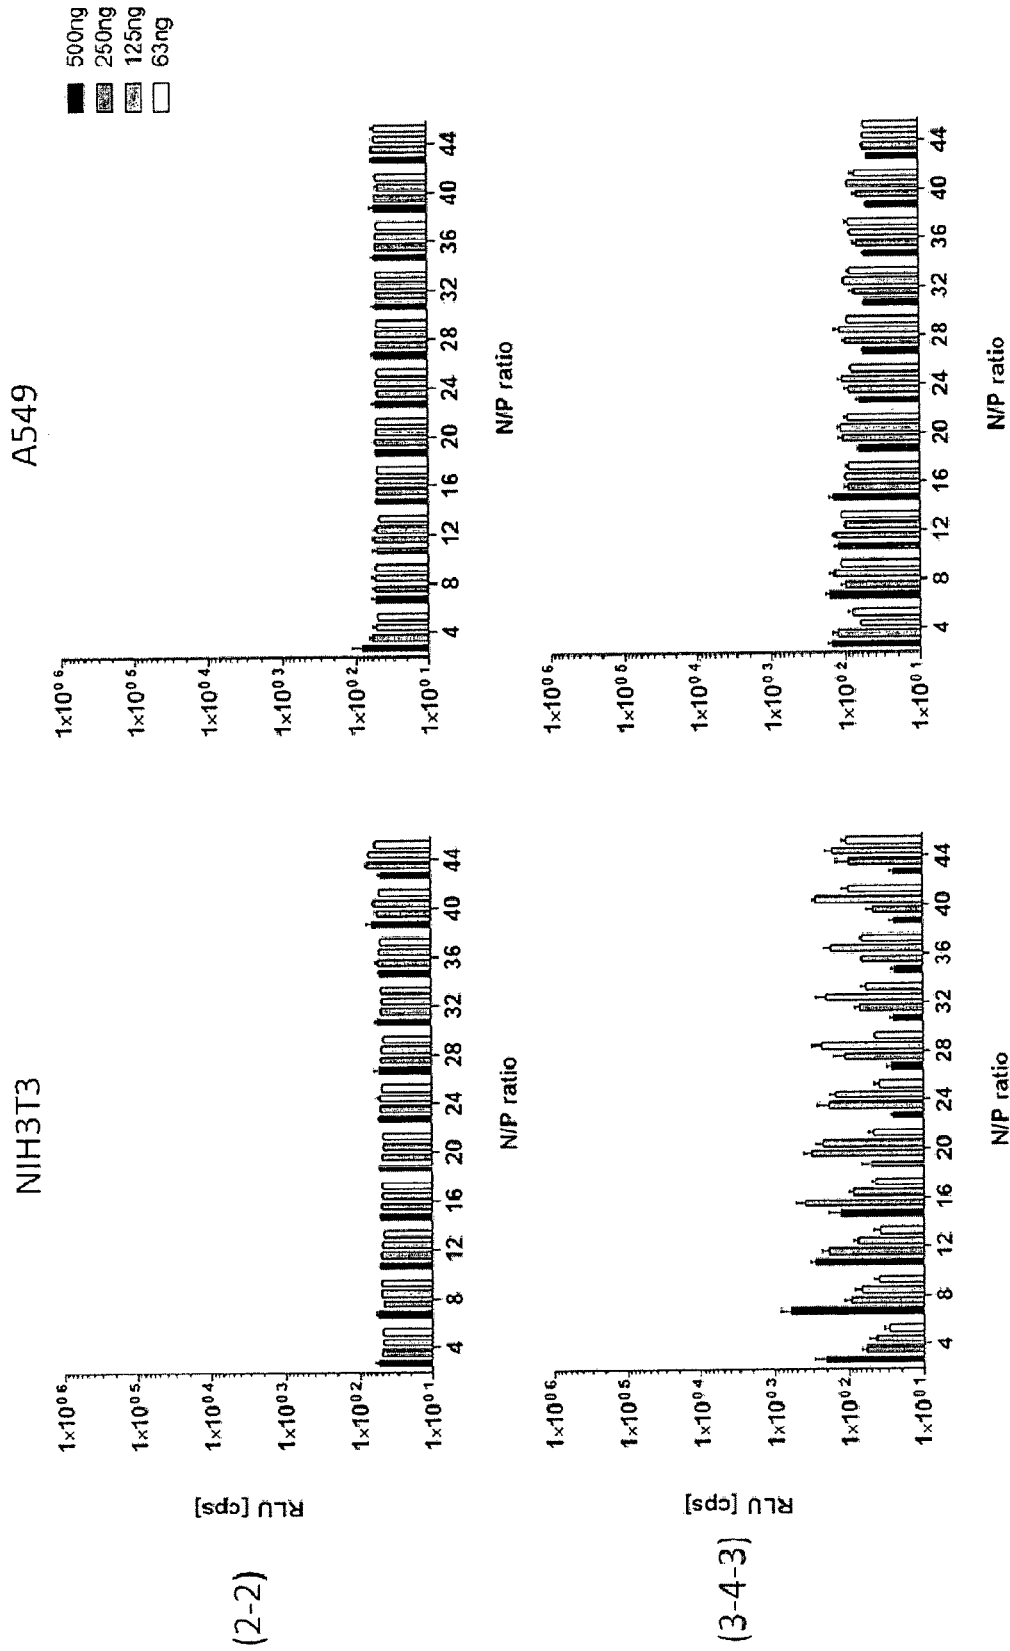 NIH3T3
A549
500ng
250ng
125ng
63ng
(2-2)
RLU [cps]
1×10⁰⁶
1×10⁰⁵
1×10⁰⁴
1×10⁰³
1×10⁰²
1×10⁰¹
4 8 12 16 20 24 28 32 36 40 44
N/P ratio
1×10⁰⁶
1×10⁰⁵
1×10⁰⁴
1×10⁰³
1×10⁰²
1×10⁰¹
4 8 12 16 20 24 28 32 36 40 44
N/P ratio
(3-4-3)
RLU [cps]
1×10⁰⁶
1×10⁰⁵
1×10⁰⁴
1×10⁰³
1×10⁰²
1×10⁰¹
4 8 12 16 20 24 28 32 36 40 44
N/P ratio
1×10⁰⁶
1×10⁰⁵
1×10⁰⁴
1×10⁰³
1×10⁰²
1×10⁰¹
4 8 12 16 20 24 28 32 36 40 44
N/P ratio